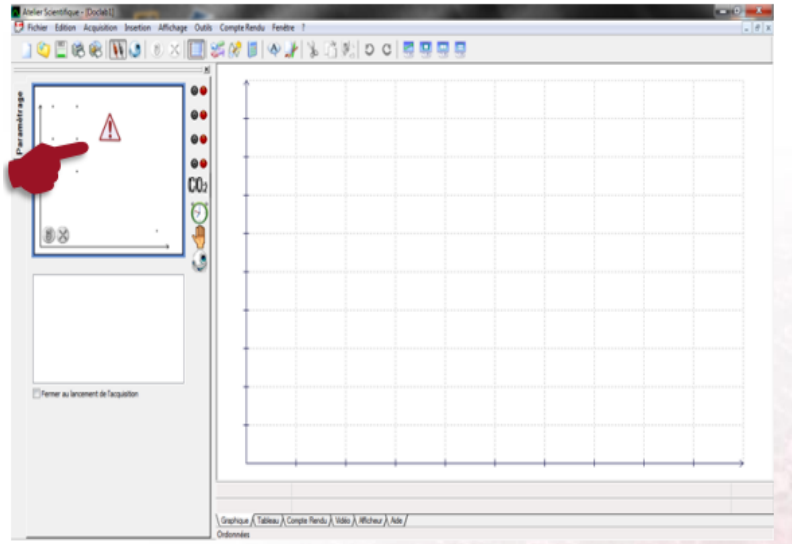 Atelier Scientifique - [Doclab1]
Fichier Edition Acquisition Insertion Affichage Outils Compte Rendu Fenêtre ?
Paramétrage
CO2
Fermer au lancement de l'acquisition
Graphique Tableau Compte Rendu Vidéo Afficheur Aide
Ordonnées